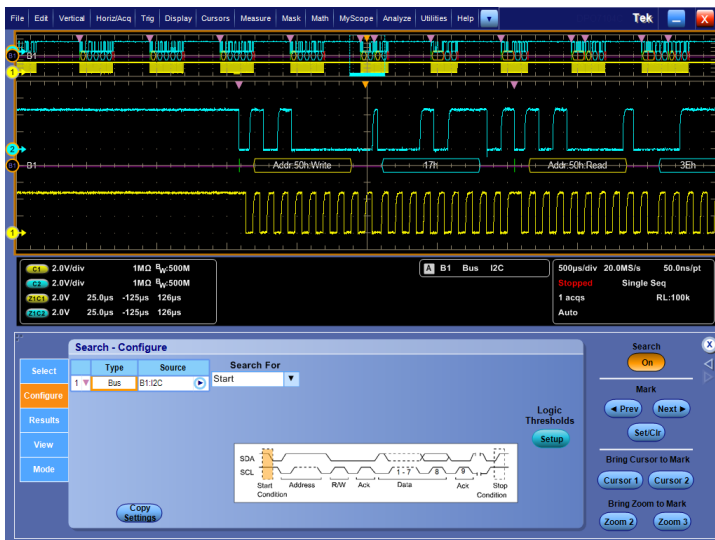 File Edit Vertical Horiz/Acq Trig Display Cursors Measure Mask Math MyScope Analyze Utilities Help Tek X
B1 B1
1
2
B1 B1 Addr:50h:Write 17h Addr:50h:Read 3Eh
1
C1 2.0V/div 1MΩ BW:500M
C2 2.0V/div 1MΩ BW:500M
Z1C1 2.0V 25.0µs -125µs 126µs
Z1C2 2.0V 25.0µs -125µs 126µs
A B1 Bus I2C
500µs/div 20.0MS/s 50.0ns/pt
Stopped Single Seq
1 acqs RL:100k
Auto
Search - Configure
Select
Configure
Results
View
Mode
Type Source Search For
1 Bus B1:I2C Start
Logic
Thresholds
Setup
SDA
SCL 1 - 7 8 9
Start Address R/W Ack Data Ack Stop
Condition Condition
Copy
Settings
Search X
On
Mark
Prev Next
Set/Clr
Bring Cursor to Mark
Cursor 1 Cursor 2
Bring Zoom to Mark
Zoom 2 Zoom 3